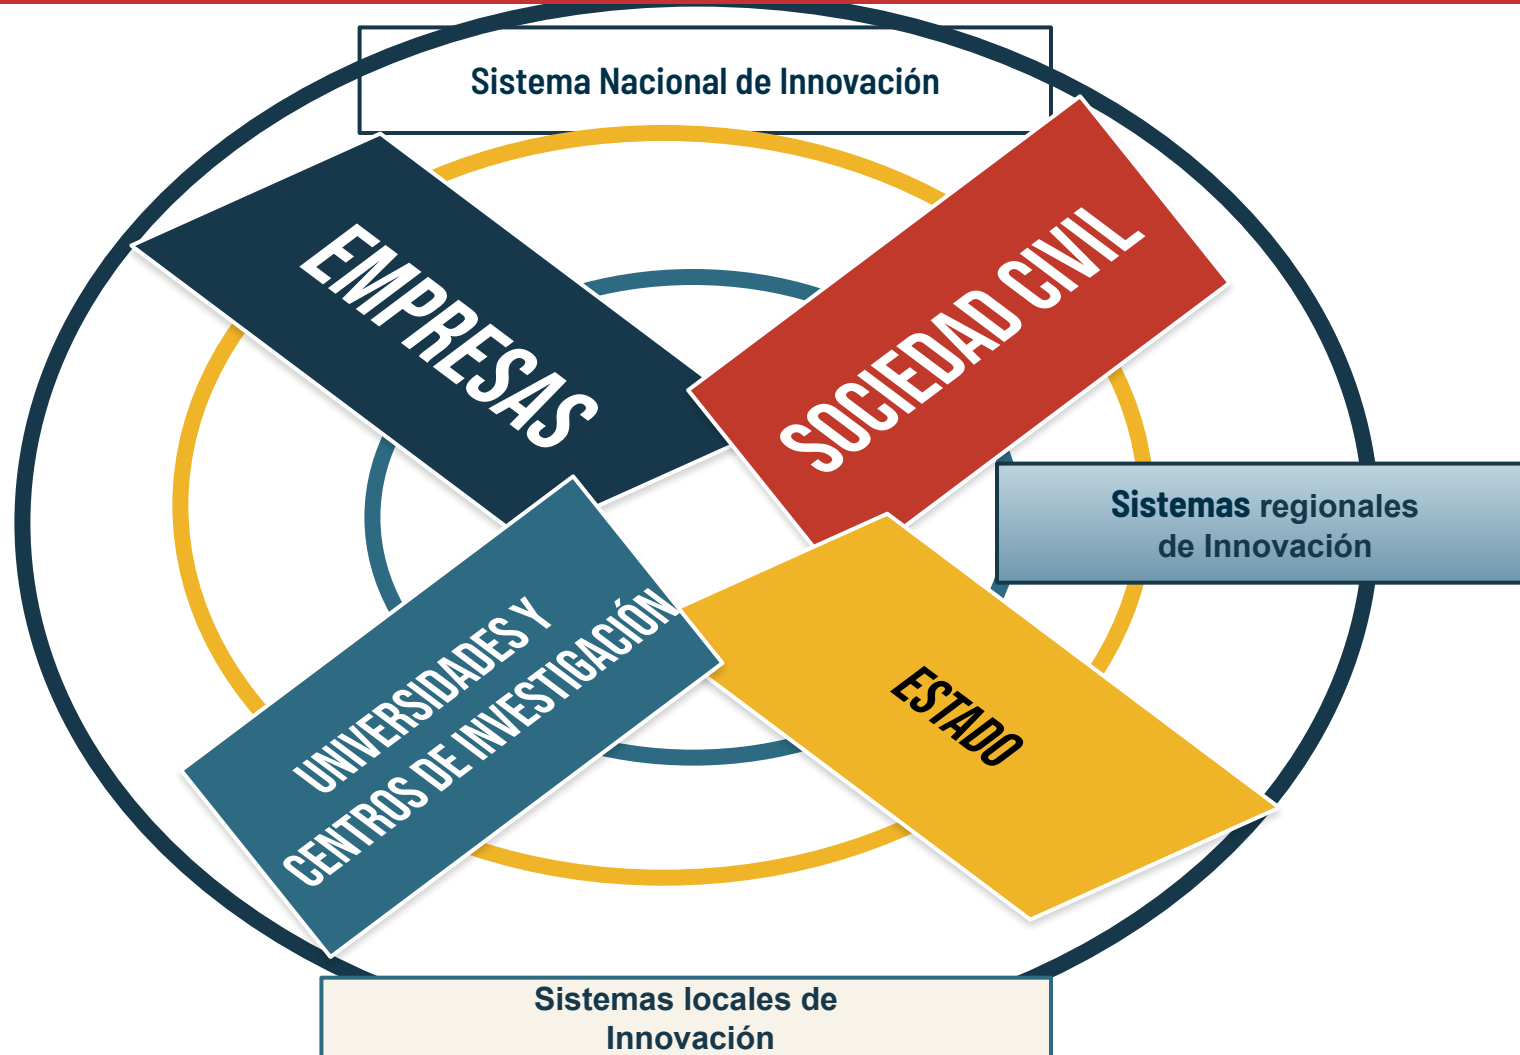 Sistema Nacional de Innovación
EMPRESAS
SOCIEDAD CIVIL
Sistemas regionales
de Innovación
UNIVERSIDADES Y
CENTROS DE INVESTIGACIÓN
ESTADO
Sistemas locales de
Innovación